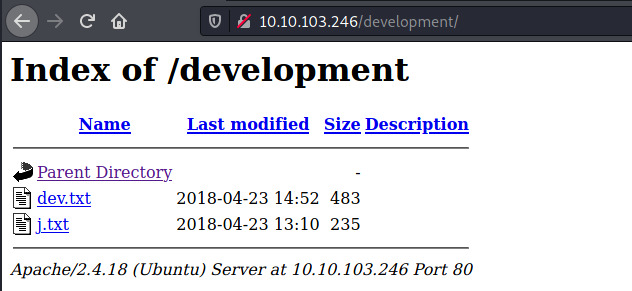 10.10.103.246/development/
Index of /development
Name Last modified Size Description
Parent Directory -
dev.txt 2018-04-23 14:52 483
j.txt 2018-04-23 13:10 235
Apache/2.4.18 (Ubuntu) Server at 10.10.103.246 Port 80